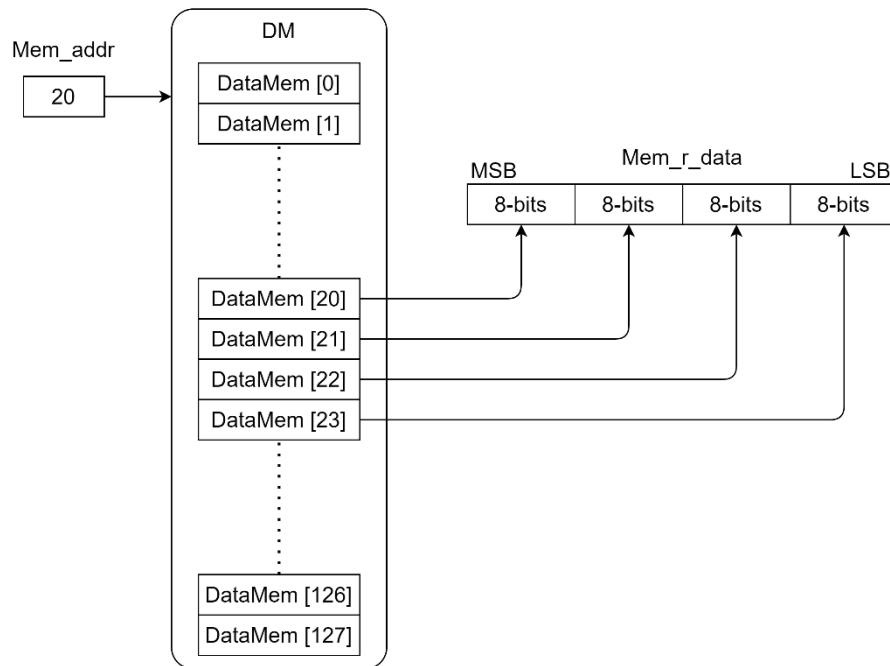 DM
Mem_addr
20
DataMem [0]
DataMem [1]
Mem_r_data
MSB
LSB
8-bits
8-bits
8-bits
8-bits
DataMem [20]
DataMem [21]
DataMem [22]
DataMem [23]
DataMem [126]
DataMem [127]